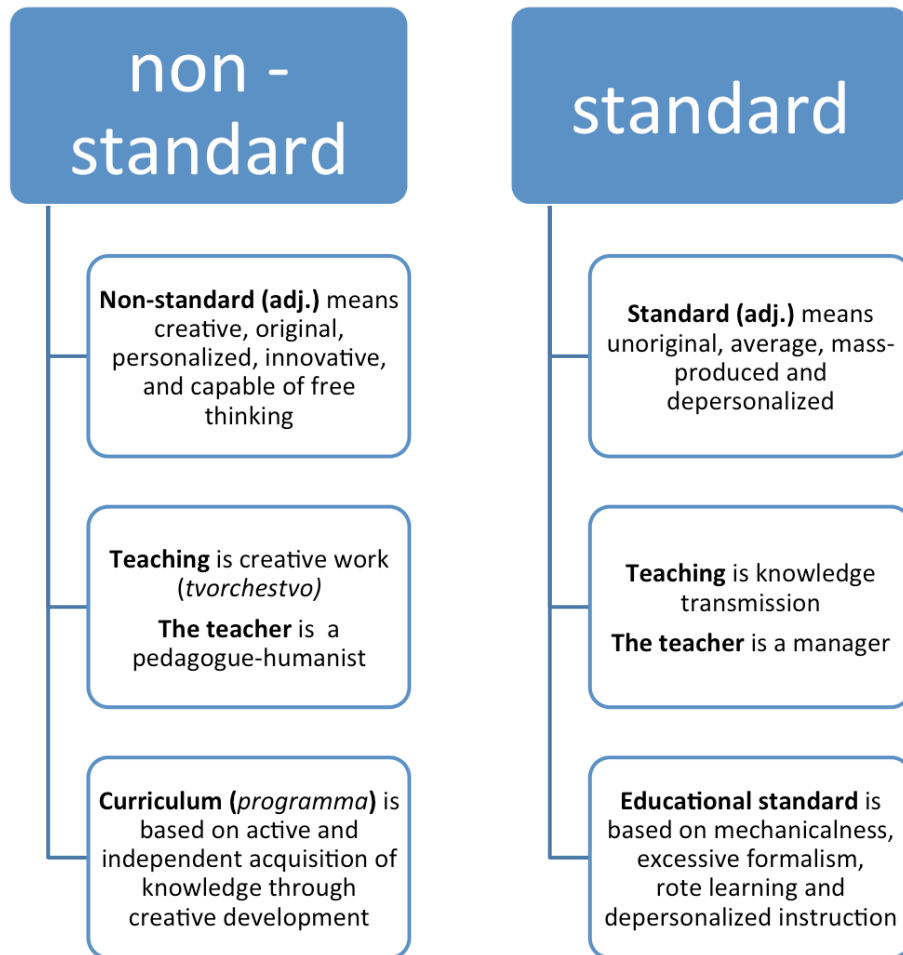 non -
standard
Non-standard (adj.) means
creative, original,
personalized, innovative,
and capable of free
thinking
Teaching is creative work
(tvorchestvo)
The teacher is a
pedagogue-humanist
Curriculum (programma) is
based on active and
independent acquisition of
knowledge through
creative development
standard
Standard (adj.) means
unoriginal, average, mass-
produced and
depersonalized
Teaching is knowledge
transmission
The teacher is a manager
Educational standard is
based on mechanicalness,
excessive formalism,
rote learning and
depersonalized instruction